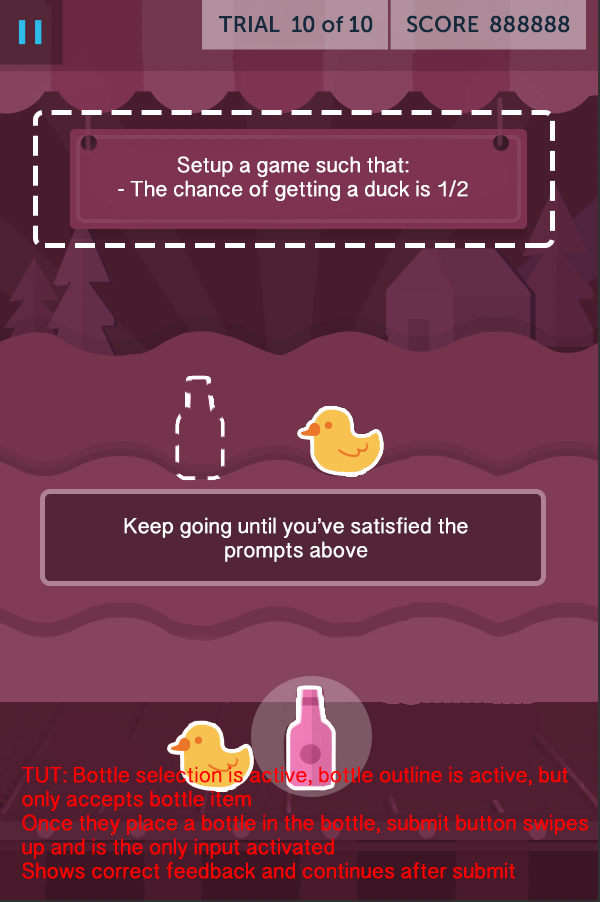 TRIAL 10 of 10 SCORE 888888
Setup a game such that:
- The chance of getting a duck is 1/2
Keep going until you've satisfied the
prompts above
TUT: Bottle selection is active, bottle outline is active, but
only accepts bottle item
Once they place a bottle in the bottle, submit button swipes
up and is the only input activated
Shows correct feedback and continues after submit